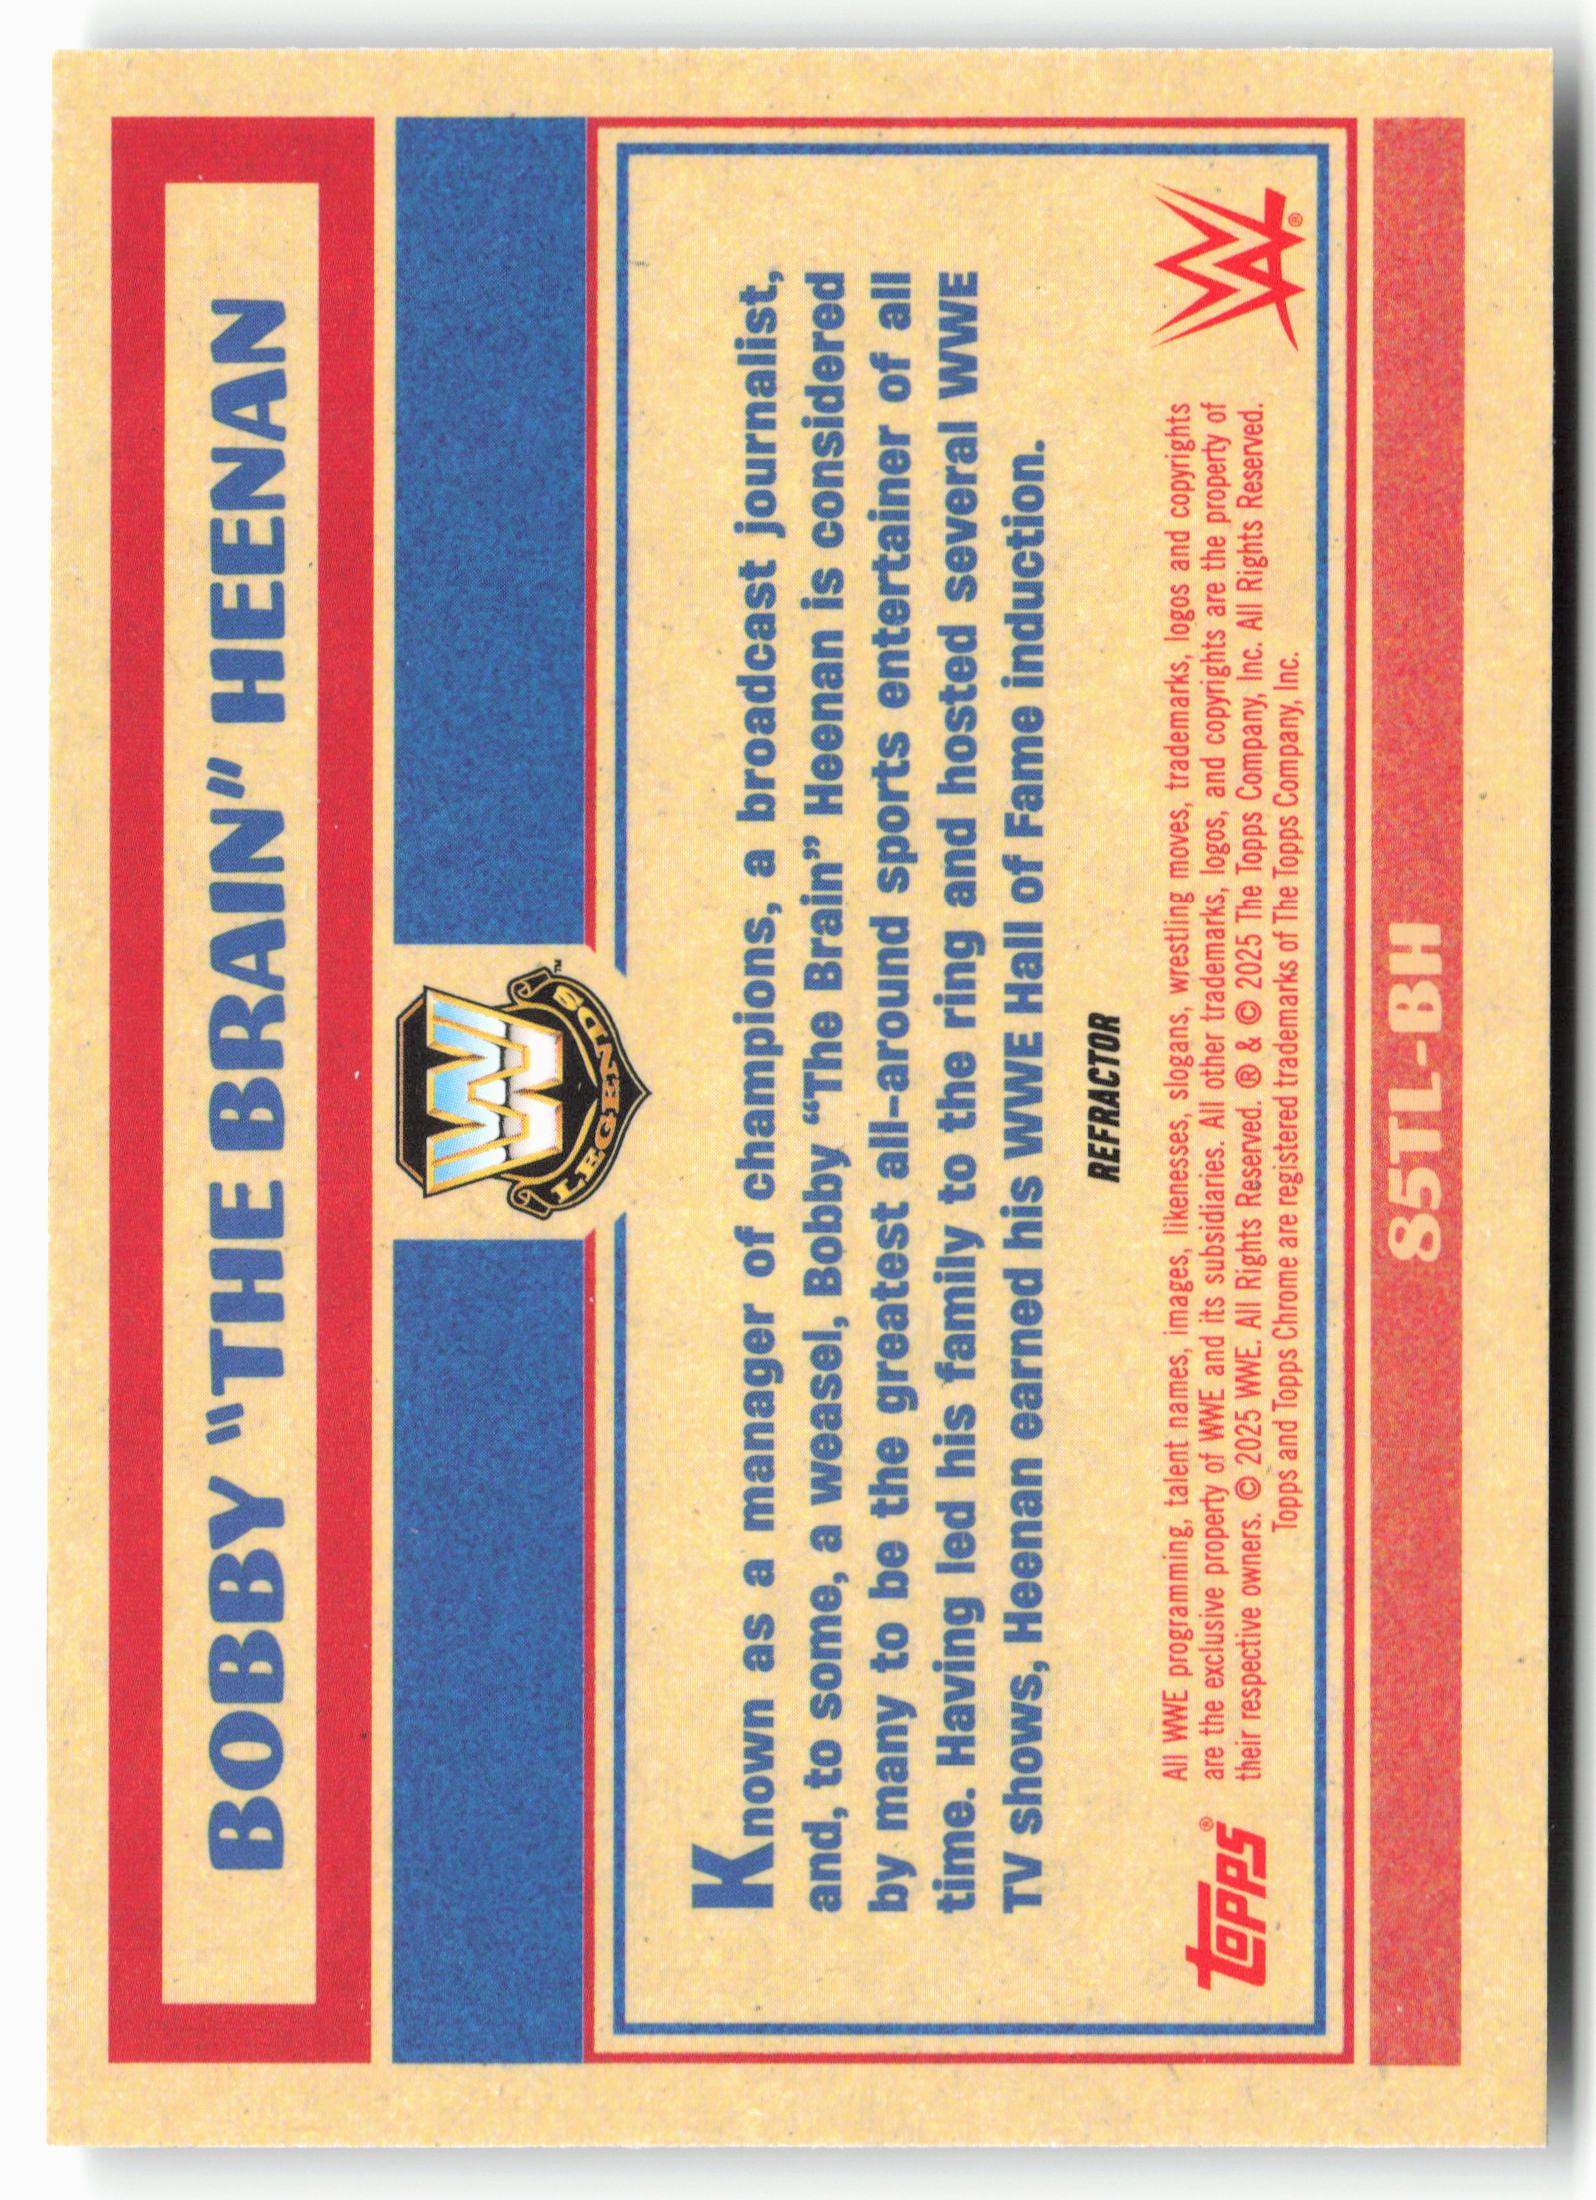 BOBBY "THE BRAIN" HEENAN
LEGENDS™
Known as a manager of champions, a broadcast journalist,
and, to some, a weasel, Bobby “The Brain” Heenan is considered
by many to be the greatest all-around sports entertainer of all
time. Having led his family to the ring and hosted several WWE
TV shows, Heenan earned his WWE Hall of Fame induction.
REFRACTOR
topps®
All WWE programming, talent names, images, likenesses, slogans, wrestling moves, trademarks, logos and copyrights
are the exclusive property of WWE and its subsidiaries. All other trademarks, logos, and copyrights are the property of
their respective owners. © 2025 WWE. All Rights Reserved. ® & © 2025 The Topps Company, Inc. All Rights Reserved.
Topps and Topps Chrome are registered trademarks of The Topps Company, Inc.
W®
85TL-BH